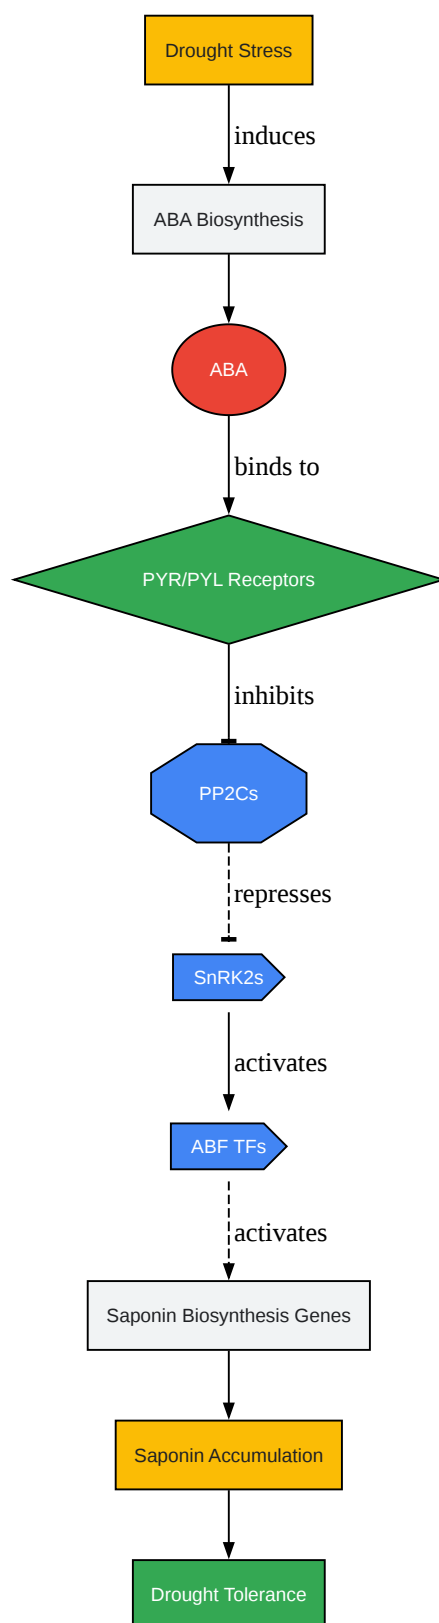 Drought Stress
induces
ABA Biosynthesis
ABA
binds to
PYR/PYL Receptors
inhibits
PP2Cs
represses
SnRK2s
activates
ABF TFs
activates
Saponin Biosynthesis Genes
Saponin Accumulation
Drought Tolerance